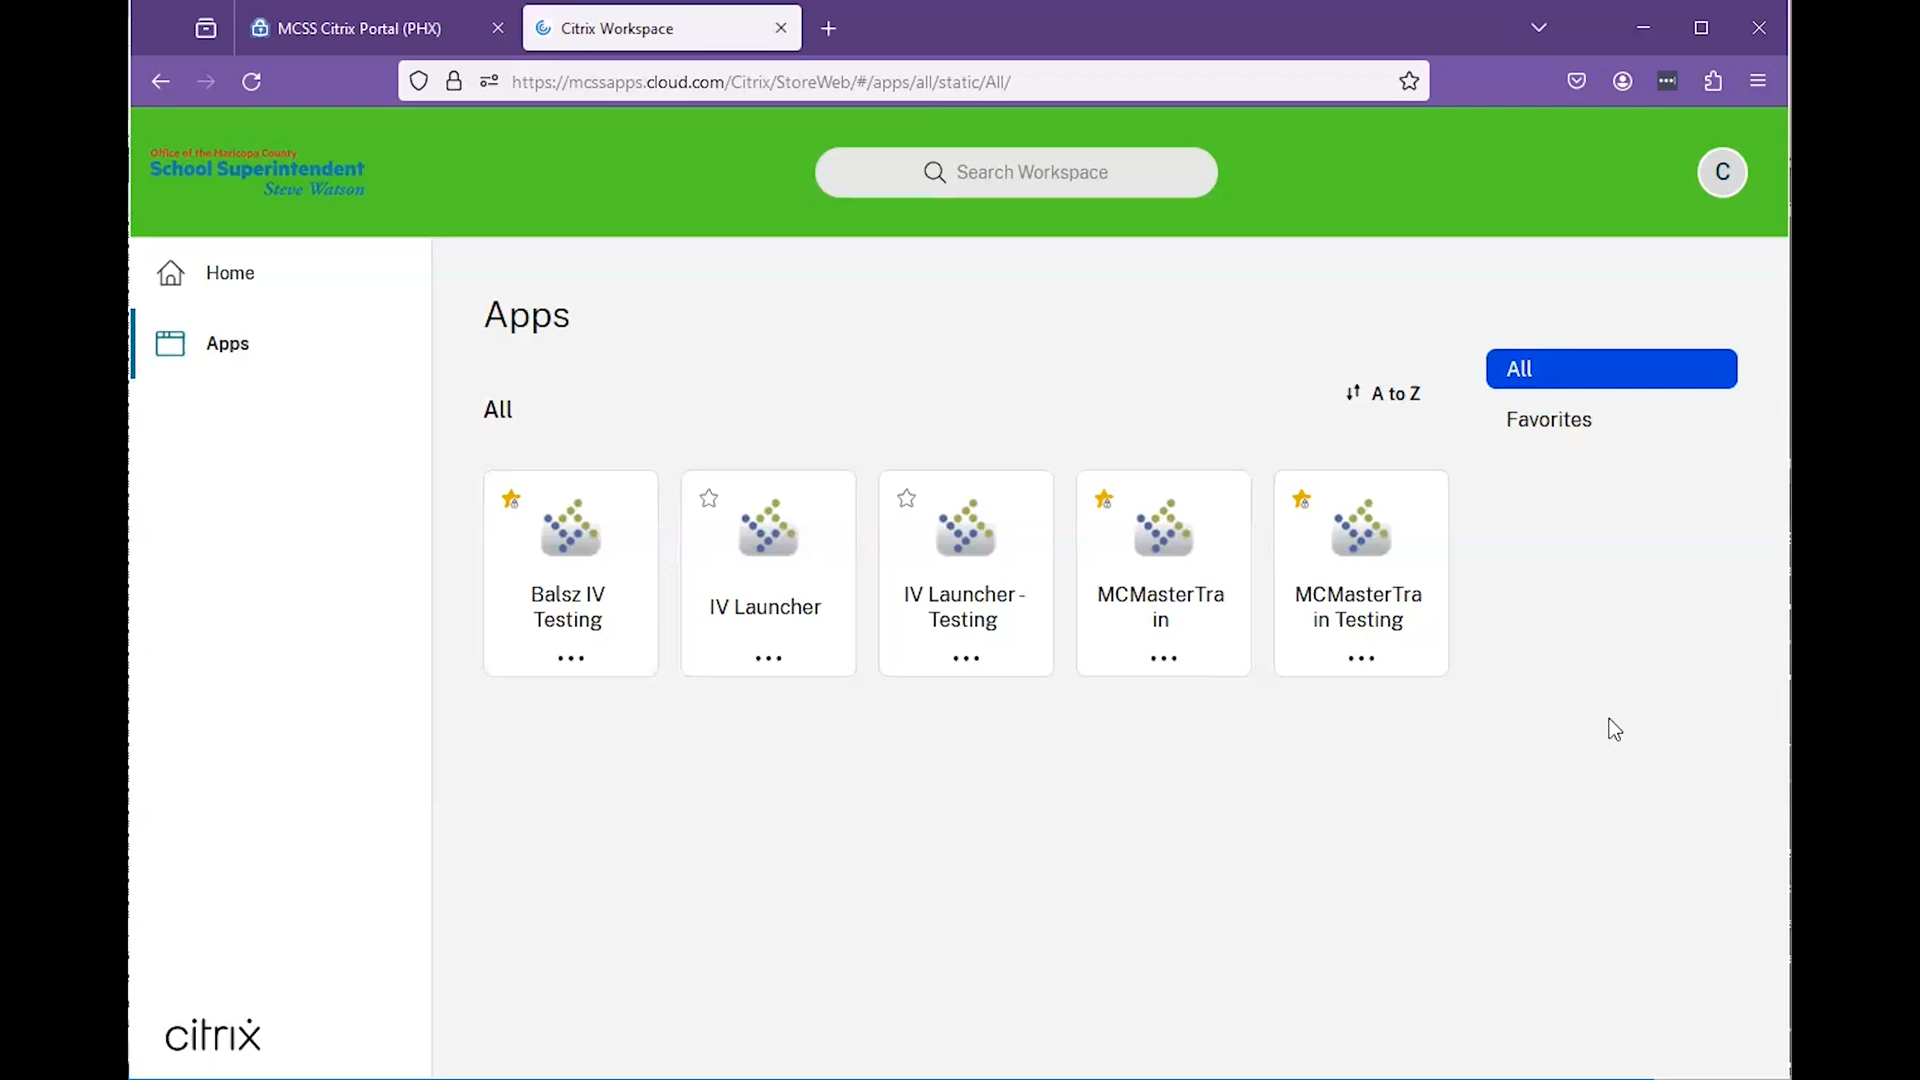 MCSS Citrix Portal (PHX)
Citrix Workspace
https://mcssapps.cloud.com/Citrix/StoreWeb/#/apps/all/static/All/
Office of the Maricopa County
School Superintendent
Steve Watson
Search Workspace
C
Home
Apps
Apps
All
A to Z
All
Favorites
Balsz IV
Testing
IV Launcher
IV Launcher -
Testing
MCMasterTra
in
MCMasterTra
in Testing
citrix